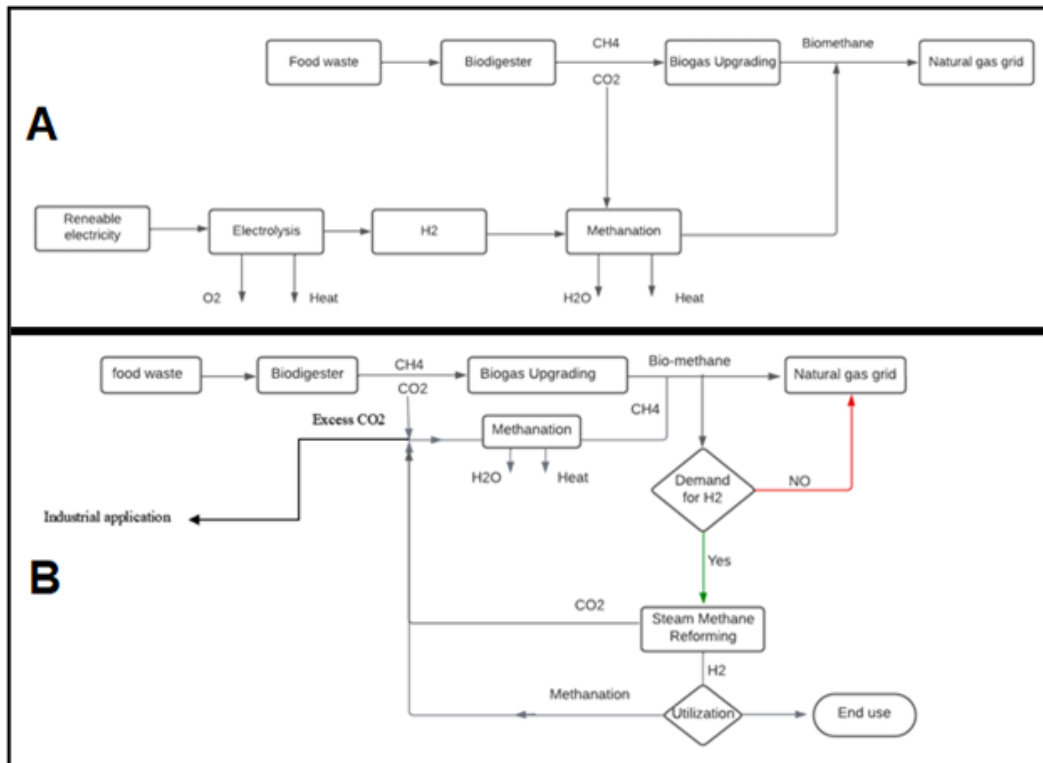 A
Food waste
Biodigester
CH4
CO2
Biogas Upgrading
Biomethane
Natural gas grid
Reneable
electricity
Electrolysis
H2
Methanation
O2
Heat
H2O
Heat
B
food waste
Biodigester
CH4
CO2
Biogas Upgrading
Bio-methane
Natural gas grid
Excess CO2
Methanation
CH4
H2O
Heat
Demand
for H2
NO
Industrial application
Yes
CO2
Steam Methane
Reforming
H2
Methanation
Utilization
End use